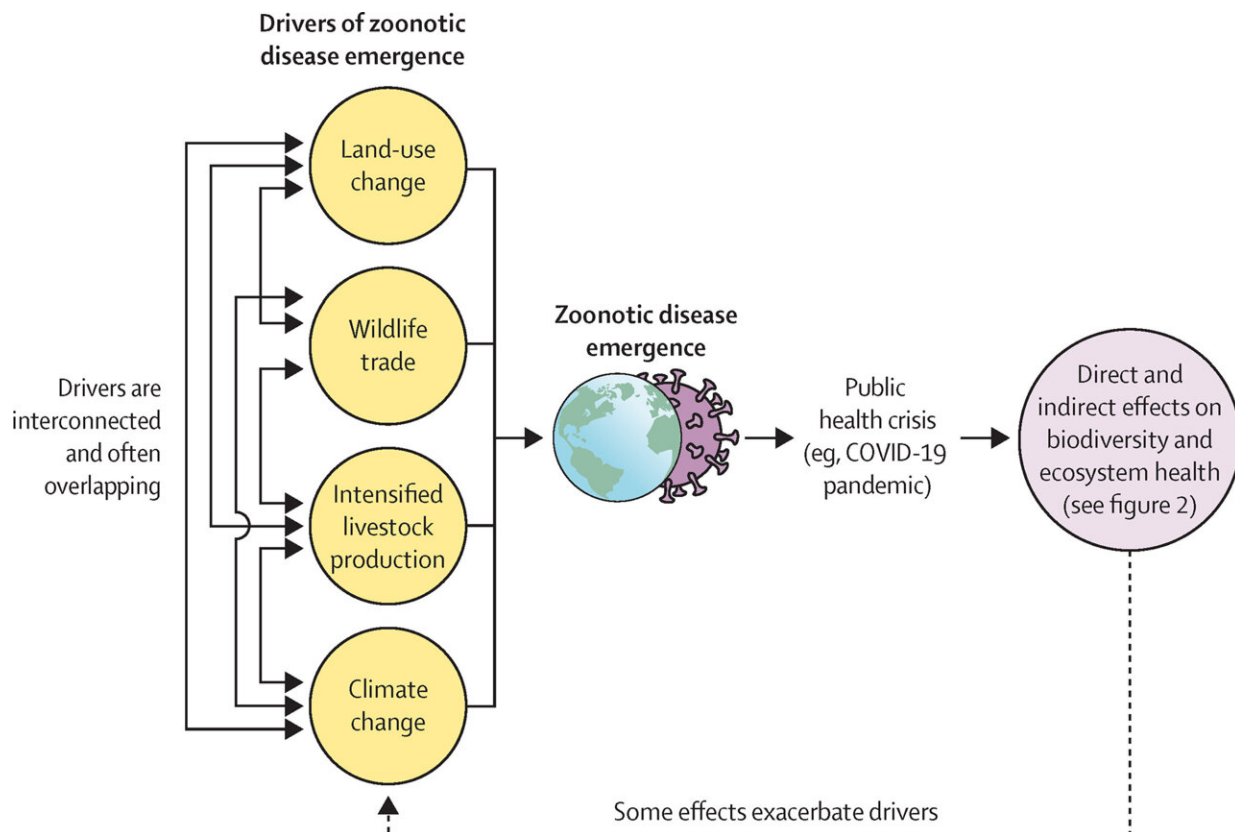 Drivers of zoonotic
disease emergence
Land-use
change
Wildlife
trade
Intensified
livestock
production
Climate
change
Drivers are
interconnected
and often
overlapping
Zoonotic disease
emergence
Public
health crisis
(eg, COVID-19
pandemic)
Direct and
indirect effects on
biodiversity and
ecosystem health
(see figure 2)
Some effects exacerbate drivers